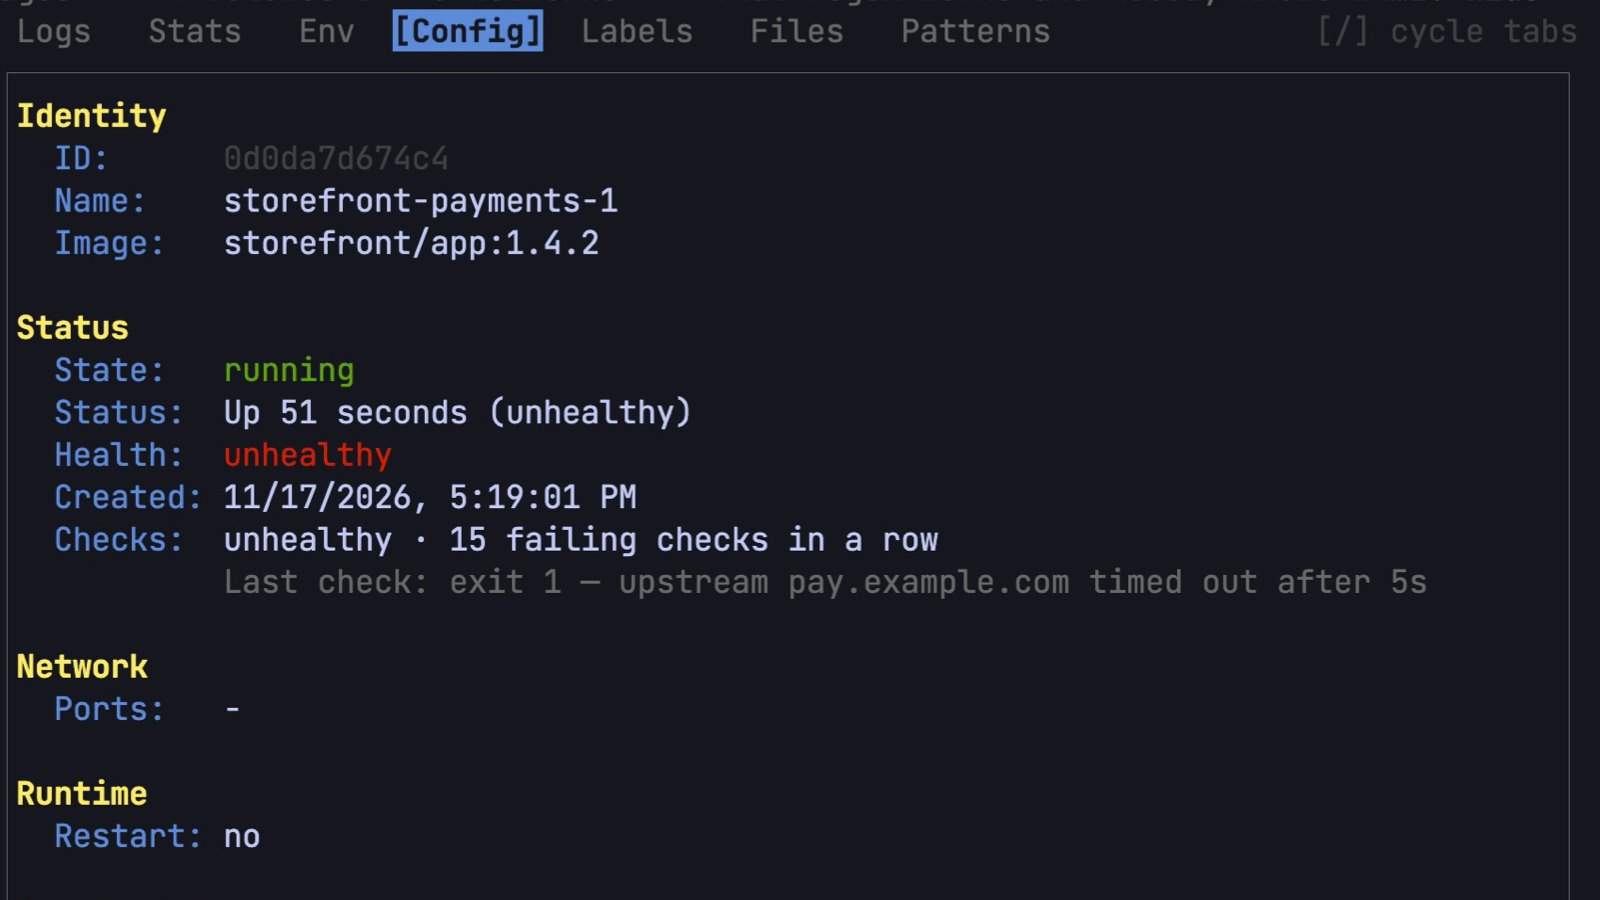 Logs Stats Env [Config] Labels Files Patterns [/] cycle tabs
Identity
ID: 0d0da7d674c4
Name: storefront-payments-1
Image: storefront/app:1.4.2
Status
State: running
Status: Up 51 seconds (unhealthy)
Health: unhealthy
Created: 11/17/2026, 5:19:01 PM
Checks: unhealthy · 15 failing checks in a row
Last check: exit 1 — upstream pay.example.com timed out after 5s
Network
Ports: -
Runtime
Restart: no